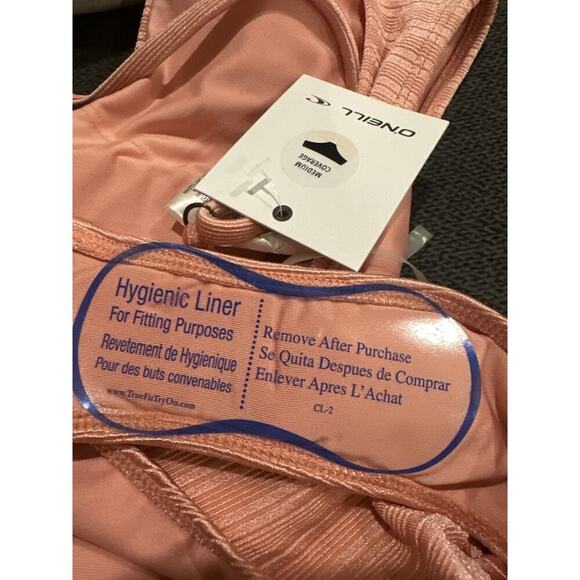 O'NEILL
MEDIUM
COVERAGE
Hygienic Liner
For Fitting Purposes
Revetement de Hygienique
Pour des buts convenables
www.TrueFitTryOn.com
Remove After Purchase
Se Quita Despues de Comprar
Enlever Apres L'Achat
CL-2